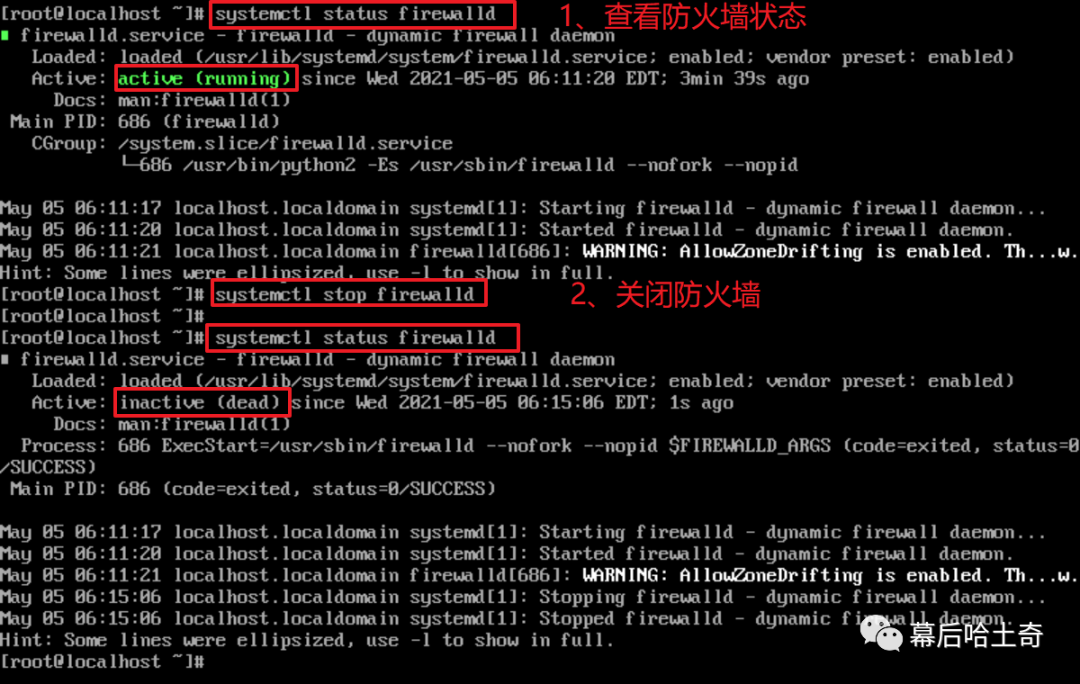 [root@localhost ~]# systemctl status firewalld 1、查看防火墙状态
firewalld.service - firewalld - dynamic firewall daemon
Loaded: loaded (/usr/lib/systemd/system/firewalld.service; enabled; vendor preset: enabled)
Active: active (running) since Wed 2021-05-05 06:11:20 EDT; 3min 39s ago
Docs: man:firewalld(1)
Main PID: 686 (firewalld)
CGroup: /system.slice/firewalld.service
└─686 /usr/bin/python2 -Es /usr/sbin/firewalld --nofork --nopid
May 05 06:11:17 localhost.localdomain systemd[1]: Starting firewalld - dynamic firewall daemon...
May 05 06:11:20 localhost.localdomain systemd[1]: Started firewalld - dynamic firewall daemon.
May 05 06:11:21 localhost.localdomain firewalld[686]: WARNING: AllowZoneDrifting is enabled. Th...w.
Hint: Some lines were ellipsized, use -l to show in full.
[root@localhost ~]# systemctl stop firewalld 2、关闭防火墙
[root@localhost ~]#
[root@localhost ~]# systemctl status firewalld
firewalld.service - firewalld - dynamic firewall daemon
Loaded: loaded (/usr/lib/systemd/system/firewalld.service; enabled; vendor preset: enabled)
Active: inactive (dead) since Wed 2021-05-05 06:15:06 EDT; 1s ago
Docs: man:firewalld(1)
Process: 686 ExecStart=/usr/sbin/firewalld --nofork --nopid $FIREWALLD_ARGS (code=exited, status=0
/SUCCESS)
Main PID: 686 (code=exited, status=0/SUCCESS)
May 05 06:11:17 localhost.localdomain systemd[1]: Starting firewalld - dynamic firewall daemon...
May 05 06:11:20 localhost.localdomain systemd[1]: Started firewalld - dynamic firewall daemon.
May 05 06:11:21 localhost.localdomain firewalld[686]: WARNING: AllowZoneDrifting is enabled. Th...w.
May 05 06:15:06 localhost.localdomain systemd[1]: Stopping firewalld - dynamic firewall daemon...
May 05 06:15:06 localhost.localdomain systemd[1]: Stopped firewalld - dynamic firewall daemon.
Hint: Some lines were ellipsized, use -l to show in full.
幕后哈土奇
[root@localhost ~]#